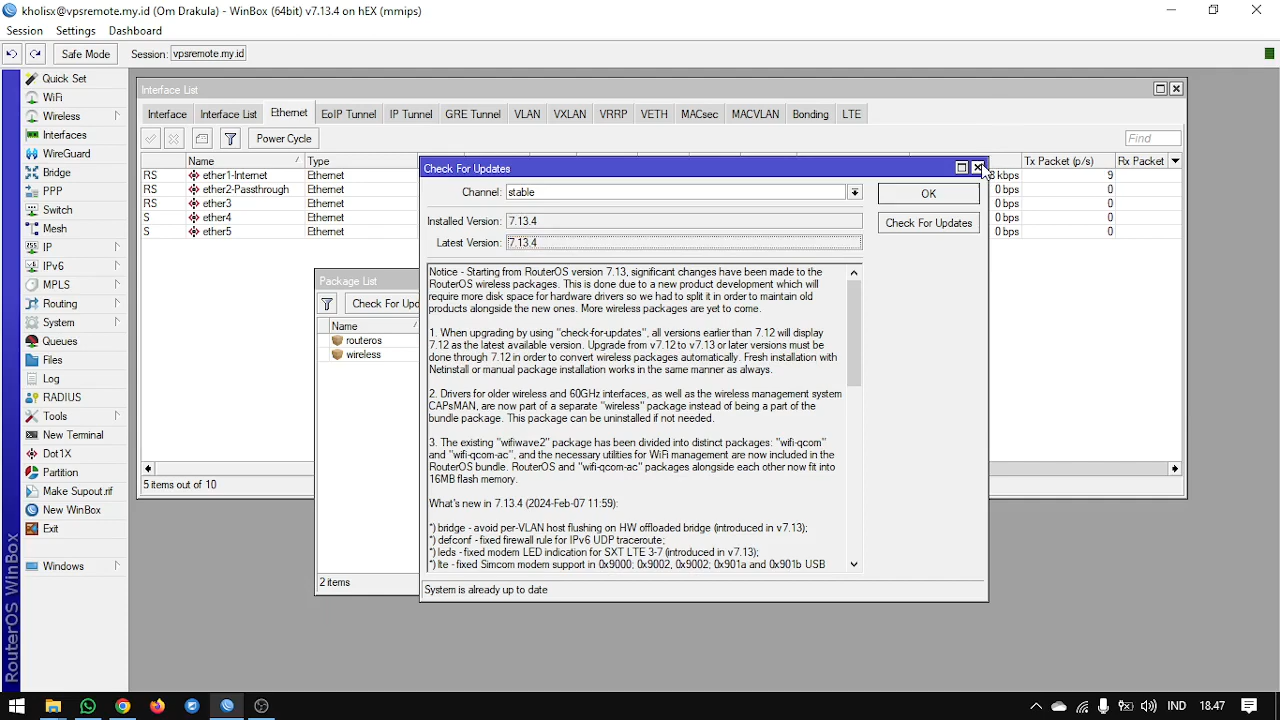 kholisx@vpsremote.my.id (Om Drakula) - WinBox (64bit) v7.13.4 on hEX (mmips)
Session Settings Dashboard
Safe Mode Session: vpsremote.my.id
Quick Set
WiFi
Wireless
Interfaces
WireGuard
Bridge
PPP
Switch
Mesh
IP
IPv6
MPLS
Routing
System
Queues
Files
Log
RADIUS
Tools
New Terminal
Dot1X
Partition
Make Supout.rif
New WinBox
Exit
Windows
RouterOS WinBox
Interface List
Interface Interface List Ethernet EoIP Tunnel IP Tunnel GRE Tunnel VLAN VXLAN VRRP VETH MACsec MACVLAN Bonding LTE
Power Cycle Find
Name Type Tx Packet (p/s) Rx Packet
RS ether1-Internet Ethernet kbps 9
RS ether2-Passthrough Ethernet 0 bps 0
RS ether3 Ethernet 0 bps 0
S ether4 Ethernet 0 bps 0
S ether5 Ethernet 0 bps 0
5 items out of 10
Package List
Check For Upd
Name
routeros
wireless
2 items
Check For Updates
Channel: stable OK
Installed Version: 7.13.4 Check For Updates
Latest Version: 7.13.4
Notice - Starting from RouterOS version 7.13, significant changes have been made to the
RouterOS wireless packages. This is done due to a new product development which will
require more disk space for hardware drivers so we had to split it in order to maintain old
products alongside the new ones. More wireless packages are yet to come.
1. When upgrading by using "check-for-updates", all versions earlier than 7.12 will display
7.12 as the latest available version. Upgrade from v7.12 to v7.13 or later versions must be
done through 7.12 in order to convert wireless packages automatically. Fresh installation with
Netinstall or manual package installation works in the same manner as always.
2. Drivers for older wireless and 60GHz interfaces, as well as the wireless management system
CAPsMAN, are now part of a separate "wireless" package instead of being a part of the
bundle package. This package can be uninstalled if not needed.
3. The existing "wifiwave2" package has been divided into distinct packages: "wifi-qcom"
and "wifi-qcom-ac", and the necessary utilities for WiFi management are now included in the
RouterOS bundle. RouterOS and "wifi-qcom-ac" packages alongside each other now fit into
16MB flash memory.
What's new in 7.13.4 (2024-Feb-07 11:59):
*) bridge - avoid per-VLAN host flushing on HW offloaded bridge (introduced in v7.13);
*) defconf - fixed firewall rule for IPv6 UDP traceroute;
*) leds - fixed modem LED indication for SXT LTE 3-7 (introduced in v7.13);
*) lte - fixed Simcom modem support in 0x9000; 0x9002, 0x9002; 0x901a and 0x901b USB
System is already up to date
IND 18.47